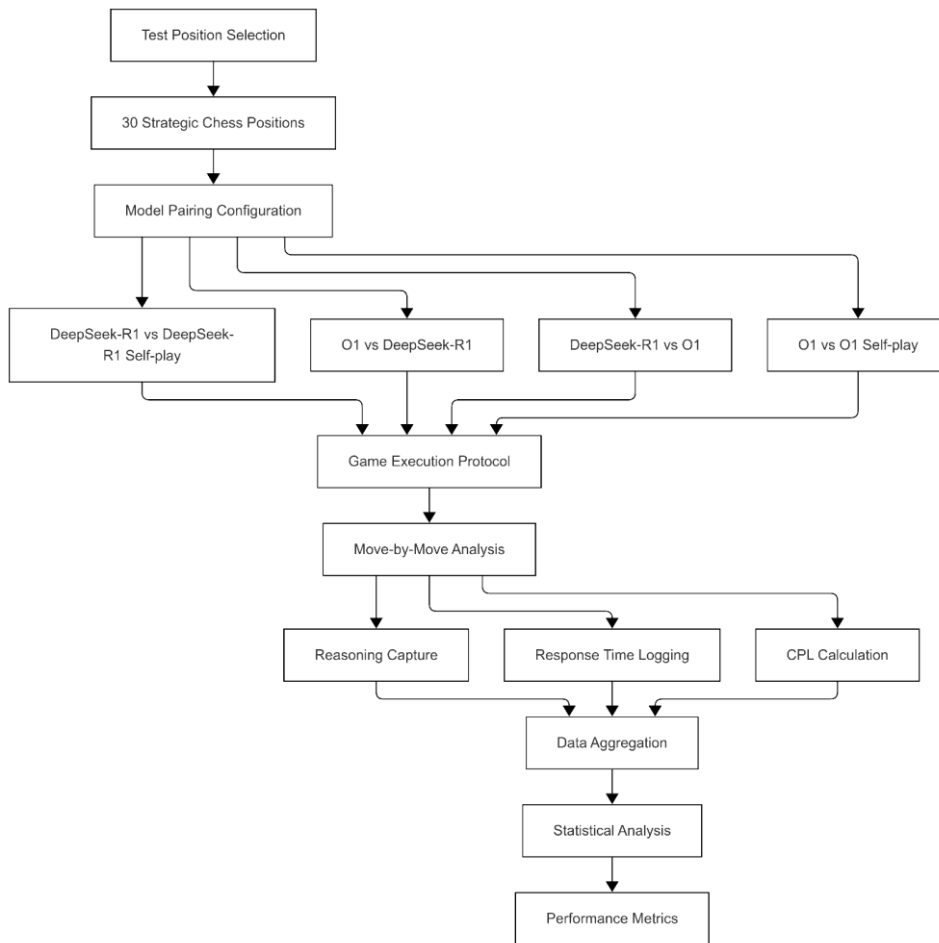 Test Position Selection
30 Strategic Chess Positions
Model Pairing Configuration
DeepSeek-R1 vs DeepSeek-
R1 Self-play
O1 vs DeepSeek-R1
DeepSeek-R1 vs O1
O1 vs O1 Self-play
Game Execution Protocol
Move-by-Move Analysis
Reasoning Capture
Response Time Logging
CPL Calculation
Data Aggregation
Statistical Analysis
Performance Metrics